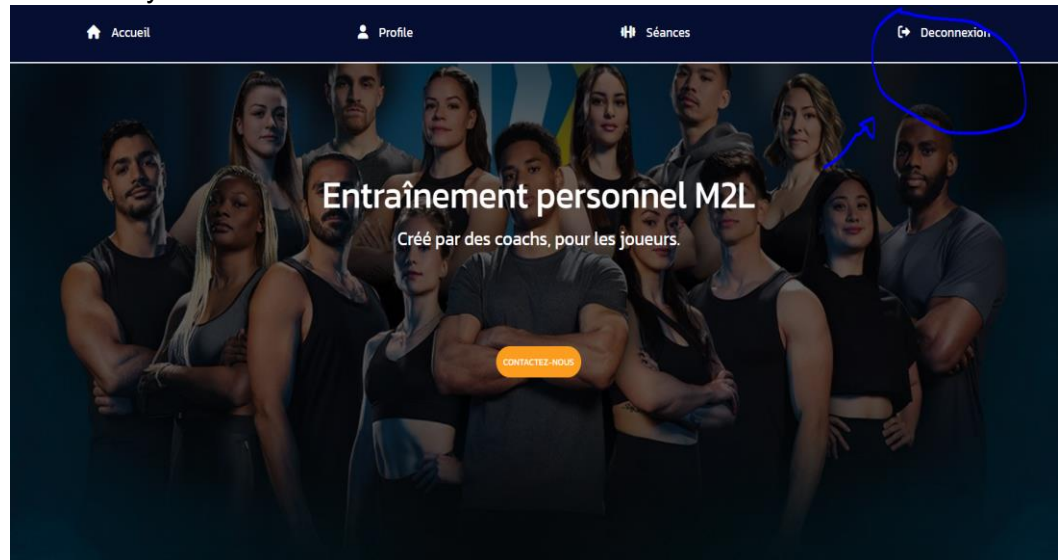 Accueil
Profile
Séances
Deconnexion
Entraînement personnel M2L
Créé par des coachs, pour les joueurs.
CONTACTEZ-NOUS